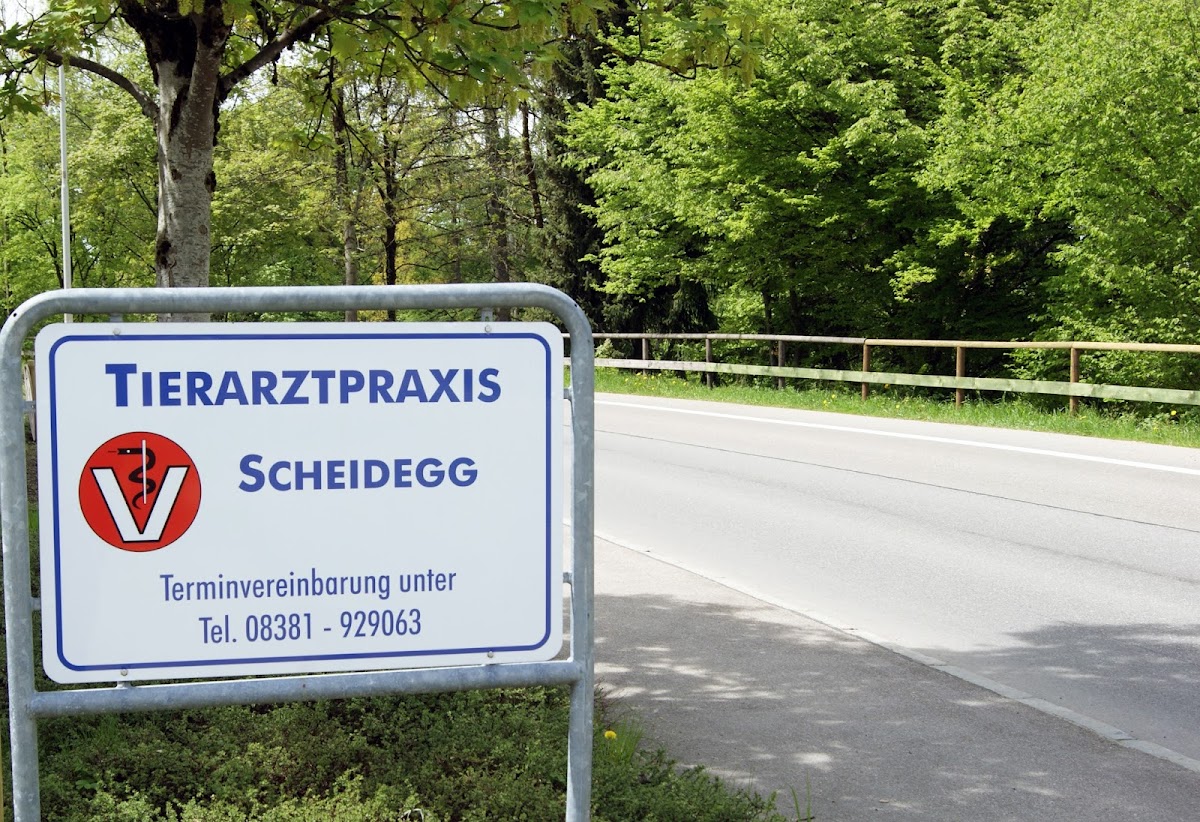 TIERARZTPRAXIS
V
SCHEIDEGG
Terminvereinbarung unter
Tel. 08381 - 929063